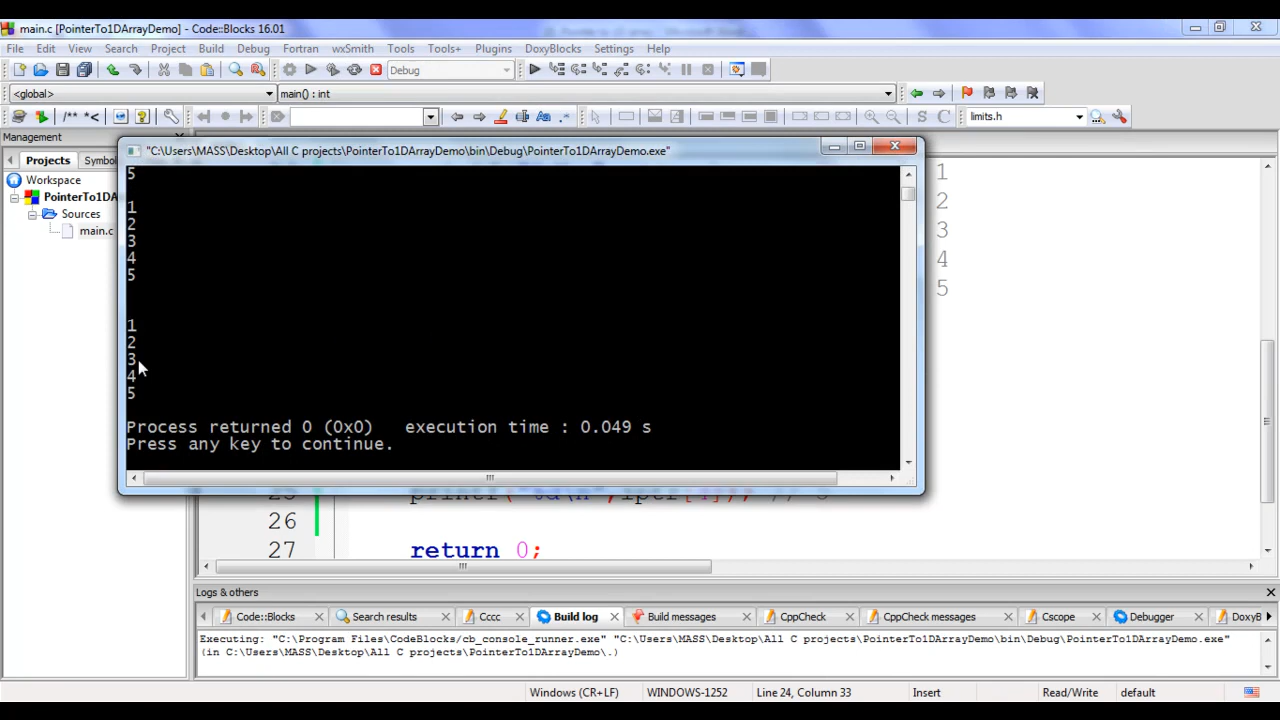 main.c [PointerTo1DArrayDemo] - Code::Blocks 16.01
File Edit View Search Project Build Debug Fortran wxSmith Tools Tools+ Plugins DoxyBlocks Settings Help
Debug
<global> main() : int
/** *< Aa .* S C limits.h
Management
"C:\Users\MASS\Desktop\All C projects\PointerTo1DArrayDemo\bin\Debug\PointerTo1DArrayDemo.exe"
Projects Symbo
Workspace
PointerTo1DA
Sources
main.c
5
1
2
3
4
5
1
2
3
4
5
Process returned 0 (0x0) execution time : 0.049 s
Press any key to continue.
1
2
3
4
5
26
27 return 0;
Logs & others
Code::Blocks Search results Cccc Build log Build messages CppCheck CppCheck messages Cscope Debugger DoxyB
Executing: "C:\Program Files\CodeBlocks/cb_console_runner.exe" "C:\Users\MASS\Desktop\All C projects\PointerTo1DArrayDemo\bin\Debug\PointerTo1DArrayDemo.exe"
(in C:\Users\MASS\Desktop\All C projects\PointerTo1DArrayDemo\.)
Windows (CR+LF) WINDOWS-1252 Line 24, Column 33 Insert Read/Write default